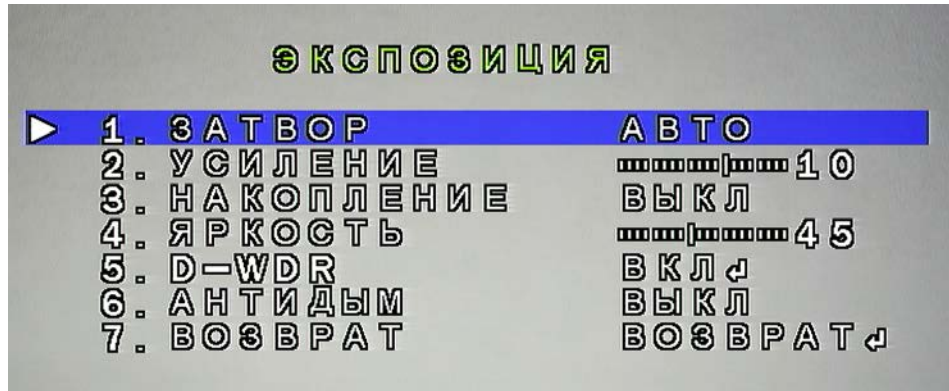 ЭКСПОЗИЦИЯ
1. ЗАТВОР АВТО
2. УСИЛЕНИЕ 10
3. НАКОПЛЕНИЕ ВЫКЛ
4. ЯРКОСТЬ 45
5. D-WDR ВКЛ↲
6. АНТИДЫМ ВЫКЛ
7. ВОЗВРАТ ВОЗВРАТ↲